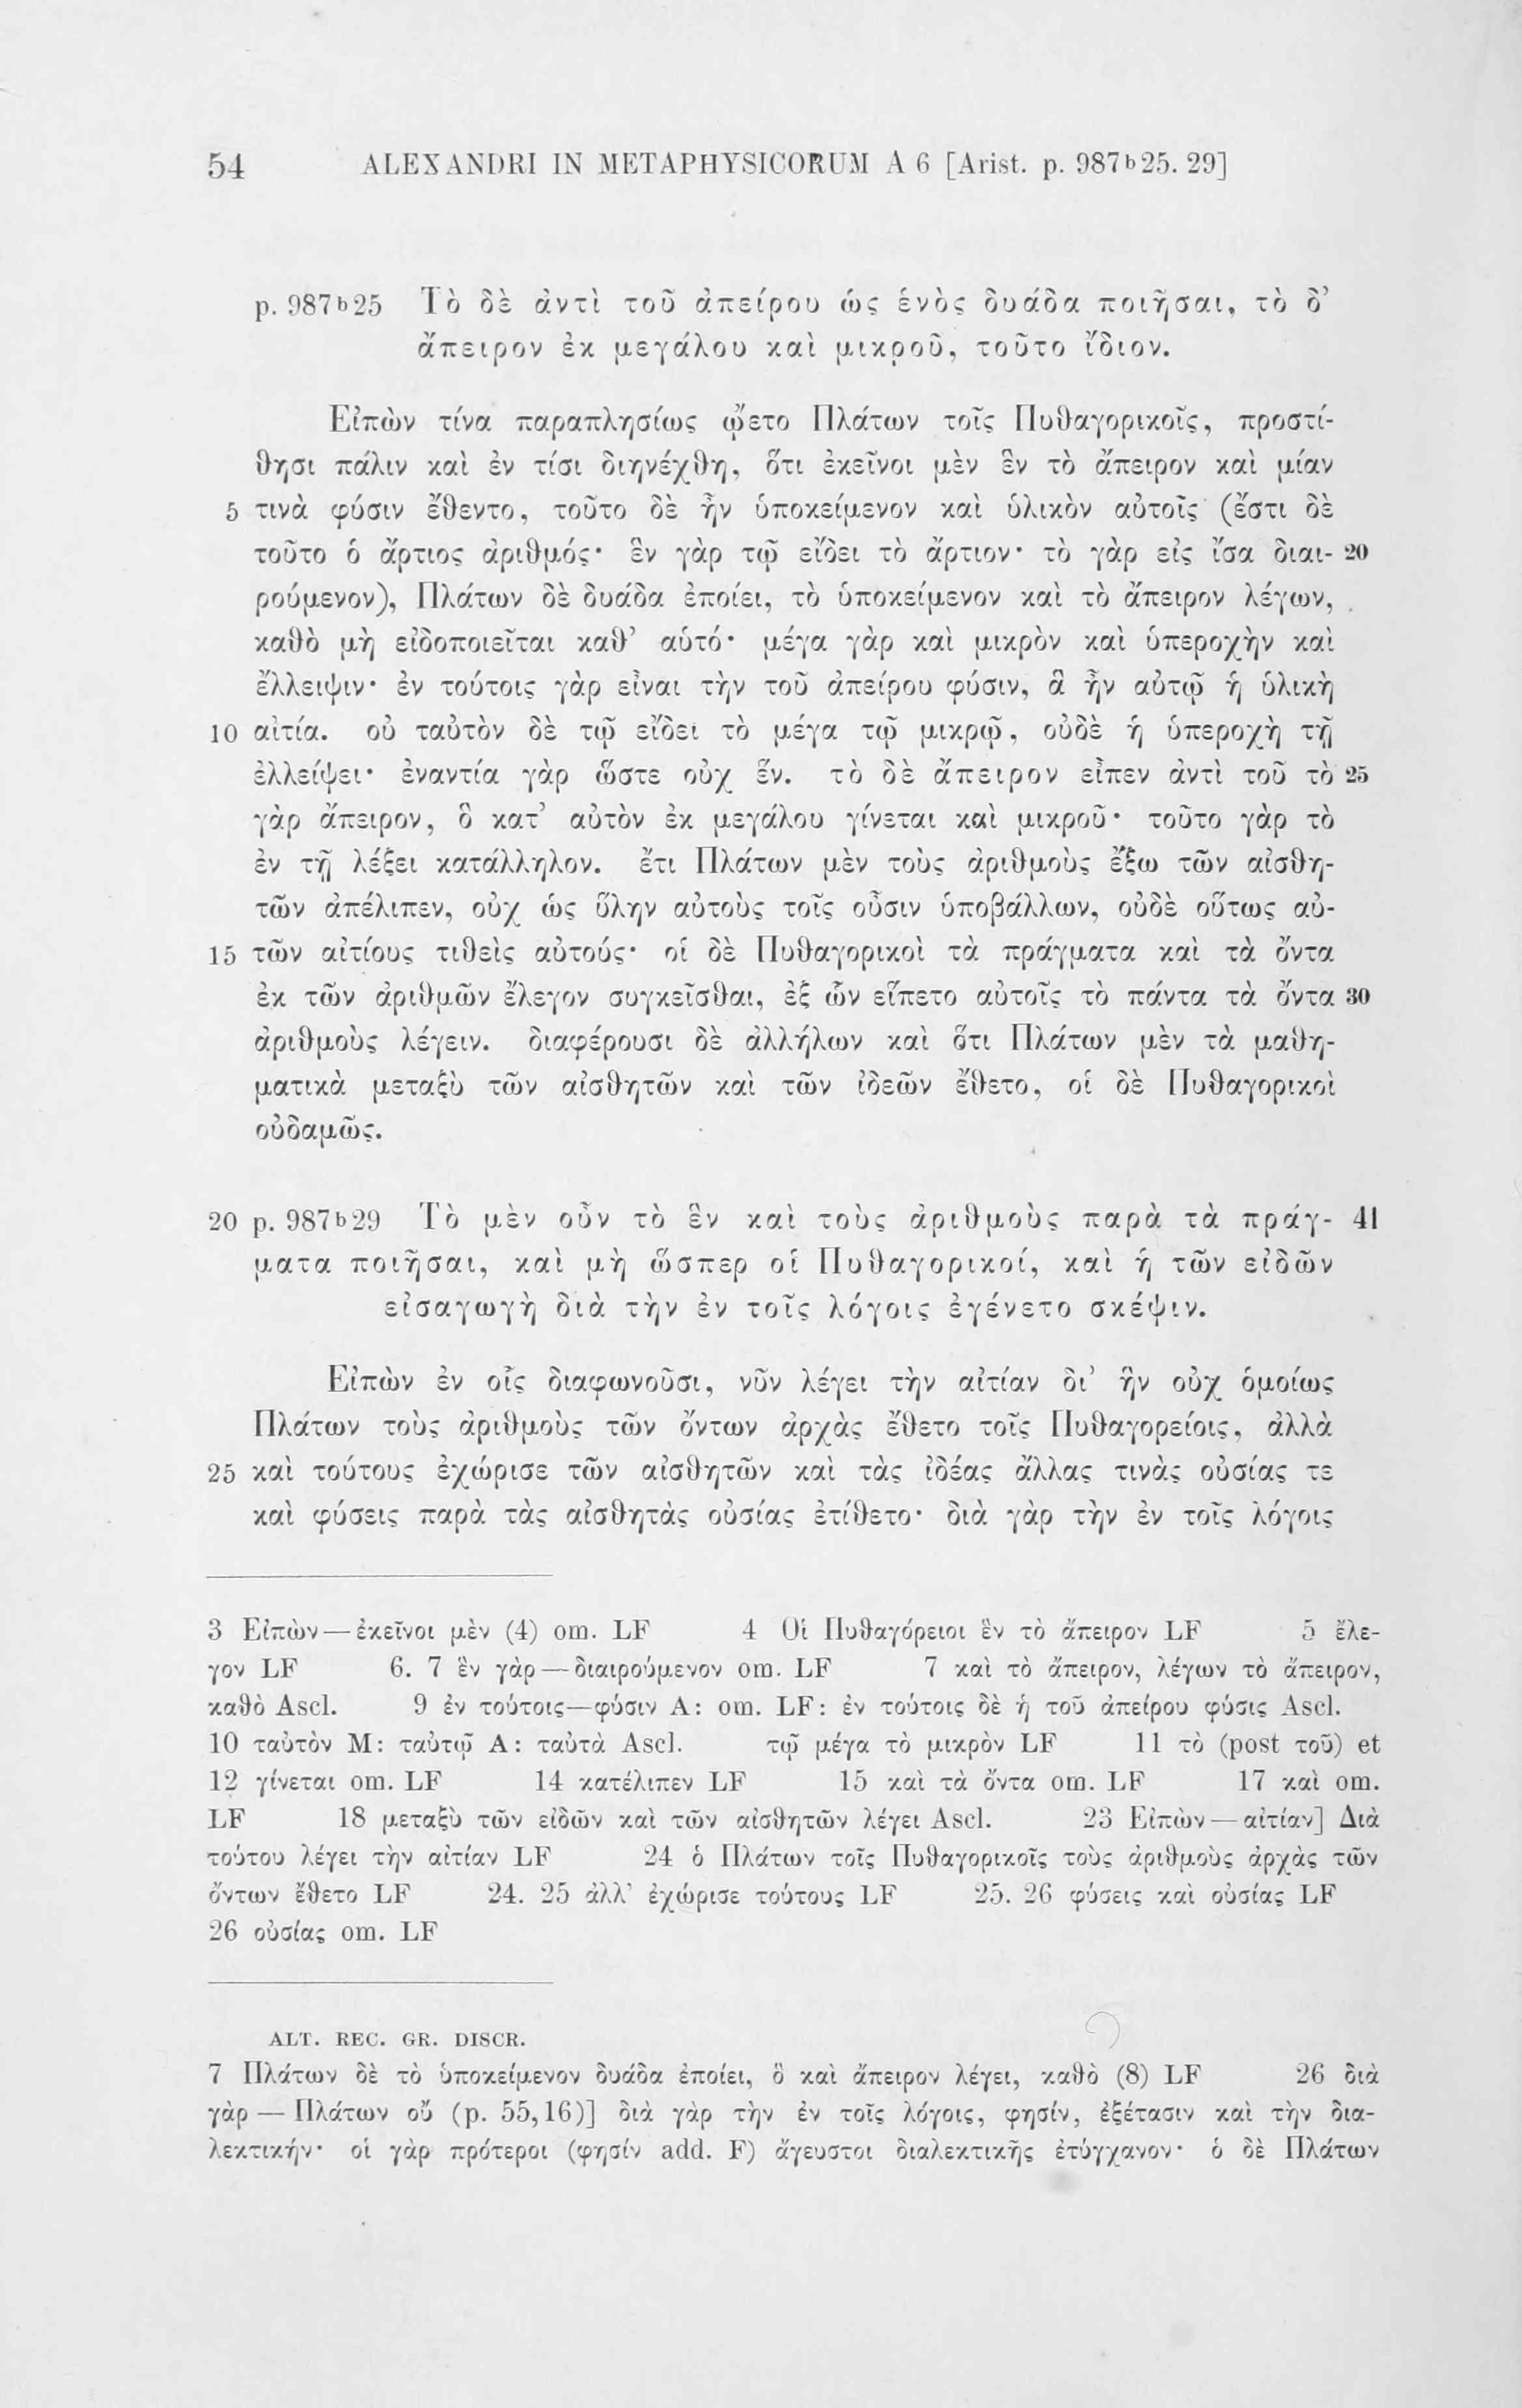 54 ALEXANDRI IN METAPHYSICORUM A 6 [Arist. p. 987ᵇ25. 29]
p. 987ᵇ25 Τὸ δὲ ἀντὶ τοῦ ἀπείρου ὡς ἑνὸς δυάδα ποιῆσαι, τὸ δ’
ἄπειρον ἐκ μεγάλου καὶ μικροῦ, τοῦτο ἴδιον.
Εἰπὼν τίνα παραπλησίως ᾤετο Πλάτων τοῖς Πυθαγορικοῖς, προστί-
θησι πάλιν καὶ ἐν τίσι διηνέχθη, ὅτι ἐκεῖνοι μὲν ἓν τὸ ἄπειρον καὶ μίαν
5 τινὰ φύσιν ἔθεντο, τοῦτο δὲ ἦν ὑποκείμενον καὶ ὑλικὸν αὐτοῖς (ἔστι δὲ
τοῦτο ὁ ἄρτιος ἀριθμός· ἓν γὰρ τῷ εἴδει τὸ ἄρτιον· τὸ γὰρ εἰς ἴσα διαι- 20
ρούμενον), Πλάτων δὲ δυάδα ἐποίει, τὸ ὑποκείμενον καὶ τὸ ἄπειρον λέγων,
καθὸ μὴ εἰδοποιεῖται καθ’ αὑτό· μέγα γὰρ καὶ μικρὸν καὶ ὑπεροχὴν καὶ
ἔλλειψιν· ἐν τούτοις γὰρ εἶναι τὴν τοῦ ἀπείρου φύσιν, ἃ ἦν αὐτῷ ἡ ὑλικὴ
10 αἰτία. οὐ ταὐτὸν δὲ τῷ εἴδει τὸ μέγα τῷ μικρῷ, οὐδὲ ἡ ὑπεροχὴ τῇ
ἐλλείψει· ἐναντία γὰρ ὥστε οὐχ ἕν. τὸ δὲ ἄπειρον εἶπεν ἀντὶ τοῦ τὸ 25
γὰρ ἄπειρον, ὃ κατ’ αὐτὸν ἐκ μεγάλου γίνεται καὶ μικροῦ· τοῦτο γὰρ τὸ
ἐν τῇ λέξει κατάλληλον. ἔτι Πλάτων μὲν τοὺς ἀριθμοὺς ἔξω τῶν αἰσθη-
τῶν ἀπέλιπεν, οὐχ ὡς ὕλην αὐτοὺς τοῖς οὖσιν ὑποβάλλων, οὐδὲ οὕτως αὐ-
15 τῶν αἰτίους τιθεὶς αὐτούς· οἱ δὲ Πυθαγορικοὶ τὰ πράγματα καὶ τὰ ὄντα
ἐκ τῶν ἀριθμῶν ἔλεγον συγκεῖσθαι, ἐξ ὧν εἵπετο αὐτοῖς τὸ πάντα τὰ ὄντα 30
ἀριθμοὺς λέγειν. διαφέρουσι δὲ ἀλλήλων καὶ ὅτι Πλάτων μὲν τὰ μαθη-
ματικὰ μεταξὺ τῶν αἰσθητῶν καὶ τῶν ἰδεῶν ἔθετο, οἱ δὲ Πυθαγορικοὶ
οὐδαμῶς.
20 p. 987ᵇ29 Τὸ μὲν οὖν τὸ ἓν καὶ τοὺς ἀριθμοὺς παρὰ τὰ πράγ- 41
ματα ποιῆσαι, καὶ μὴ ὥσπερ οἱ Πυθαγορικοί, καὶ ἡ τῶν εἰδῶν
εἰσαγωγὴ διὰ τὴν ἐν τοῖς λόγοις ἐγένετο σκέψιν.
Εἰπὼν ἐν οἷς διαφωνοῦσι, νῦν λέγει τὴν αἰτίαν δι’ ἣν οὐχ ὁμοίως
Πλάτων τοὺς ἀριθμοὺς τῶν ὄντων ἀρχὰς ἔθετο τοῖς Πυθαγορείοις, ἀλλὰ
25 καὶ τούτους ἐχώρισε τῶν αἰσθητῶν καὶ τὰς ἰδέας ἄλλας τινὰς οὐσίας τε
καὶ φύσεις παρὰ τὰς αἰσθητὰς οὐσίας ἐτίθετο· διὰ γὰρ τὴν ἐν τοῖς λόγοις
3 Εἰπὼν—ἐκεῖνοι μὲν (4) om. LF 4 Οἱ Πυθαγόρειοι ἓν τὸ ἄπειρον LF 5 ἔλε-
γον LF 6. 7 ἓν γὰρ—διαιρούμενον om. LF 7 καὶ τὸ ἄπειρον, λέγων τὸ ἄπειρον,
καθὸ Ascl. 9 ἐν τούτοις—φύσιν A: om. LF: ἐν τούτοις δὲ ἡ τοῦ ἀπείρου φύσις Ascl.
10 ταὐτὸν M: ταὐτῷ A: ταὐτὰ Ascl. τῷ μέγα τὸ μικρὸν LF 11 τὸ (post τοῦ) et
12 γίνεται om. LF 14 κατέλιπεν LF 15 καὶ τὰ ὄντα om. LF 17 καὶ om.
LF 18 μεταξὺ τῶν εἰδῶν καὶ τῶν αἰσθητῶν λέγει Ascl. 23 Εἰπὼν—αἰτίαν] Διὰ
τούτου λέγει τὴν αἰτίαν LF 24 ὁ Πλάτων τοῖς Πυθαγορικοῖς τοὺς ἀριθμοὺς ἀρχὰς τῶν
ὄντων ἔθετο LF 24. 25 ἀλλ’ ἐχώρισε τούτους LF 25. 26 φύσεις καὶ οὐσίας LF
26 οὐσίας om. LF
ALT. REC. GR. DISCR.
7 Πλάτων δὲ τὸ ὑποκείμενον δυάδα ἐποίει, ὃ καὶ ἄπειρον λέγει, καθὸ (8) LF 26 διὰ
γὰρ — Πλάτων οὔ (p. 55,16)] διὰ γὰρ τὴν ἐν τοῖς λόγοις, φησίν, ἐξέτασιν καὶ τὴν δια-
λεκτικήν· οἱ γὰρ πρότεροι (φησίν add. F) ἄγευστοι διαλεκτικῆς ἐτύγχανον· ὁ δὲ Πλάτων